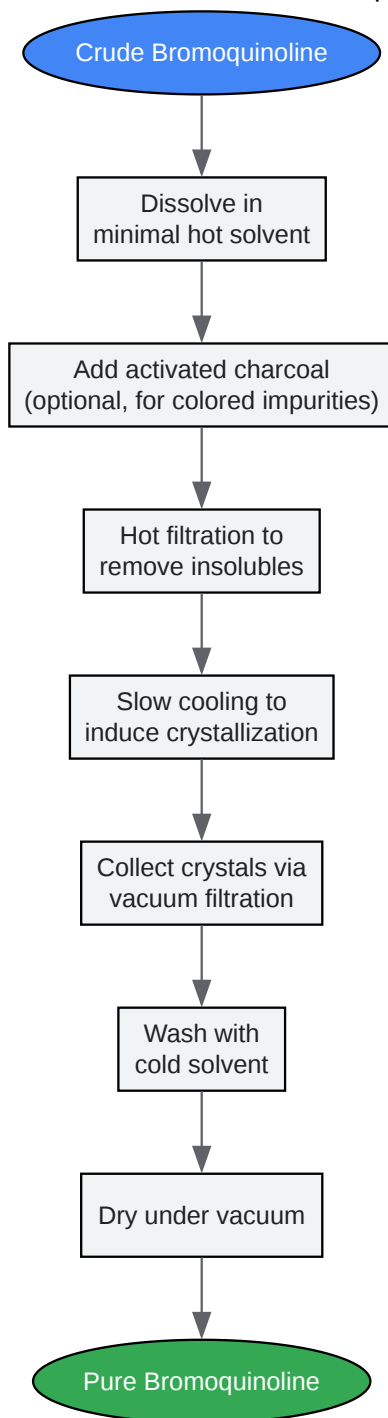 Crude Bromoquinoline
Dissolve in
minimal hot solvent
Add activated charcoal
(optional, for colored impurities)
Hot filtration to
remove insolubles
Slow cooling to
induce crystallization
Collect crystals via
vacuum filtration
Wash with
cold solvent
Dry under vacuum
Pure Bromoquinoline